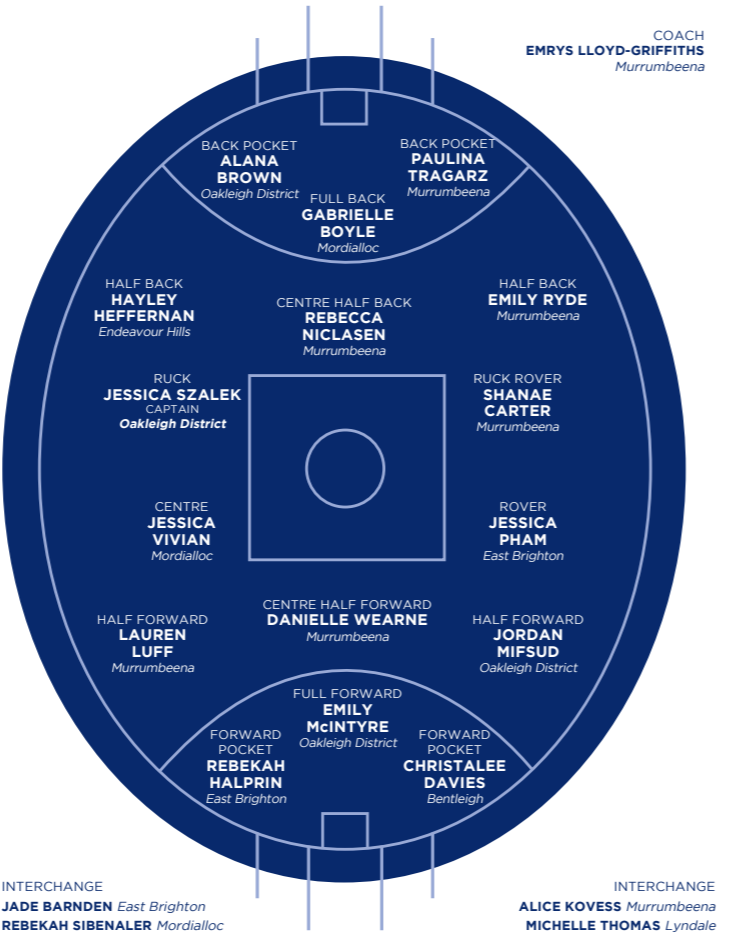 COACH
EMRYS LLOYD-GRIFFITHS
Murrumbeena
BACK POCKET
ALANA
BROWN
Oakleigh District
BACK POCKET
PAULINA
TRAGARZ
Murrumbeena
FULL BACK
GABRIELLE
BOYLE
Mordialloc
HALF BACK
HAYLEY
HEFFERNAN
Endeavour Hills
CENTRE HALF BACK
REBECCA
NICLASEN
Murrumbeena
HALF BACK
EMILY RYDE
Murrumbeena
RUCK
JESSICA SZALEK
CAPTAIN
Oakleigh District
RUCK ROVER
SHANAE
CARTER
Murrumbeena
CENTRE
JESSICA
VIVIAN
Mordialloc
ROVER
JESSICA
PHAM
East Brighton
HALF FORWARD
LAUREN
LUFF
Murrumbeena
CENTRE HALF FORWARD
DANIELLE WEARNE
Murrumbeena
HALF FORWARD
JORDAN
MIFSUD
Oakleigh District
FULL FORWARD
EMILY
McINTYRE
Oakleigh District
FORWARD
POCKET
REBEKAH
HALPRIN
East Brighton
FORWARD
POCKET
CHRISTALEE
DAVIES
Bentleigh
INTERCHANGE
JADE BARNDEN East Brighton
REBEKAH SIBENALER Mordialloc
INTERCHANGE
ALICE KOVESS Murrumbeena
MICHELLE THOMAS Lyndale